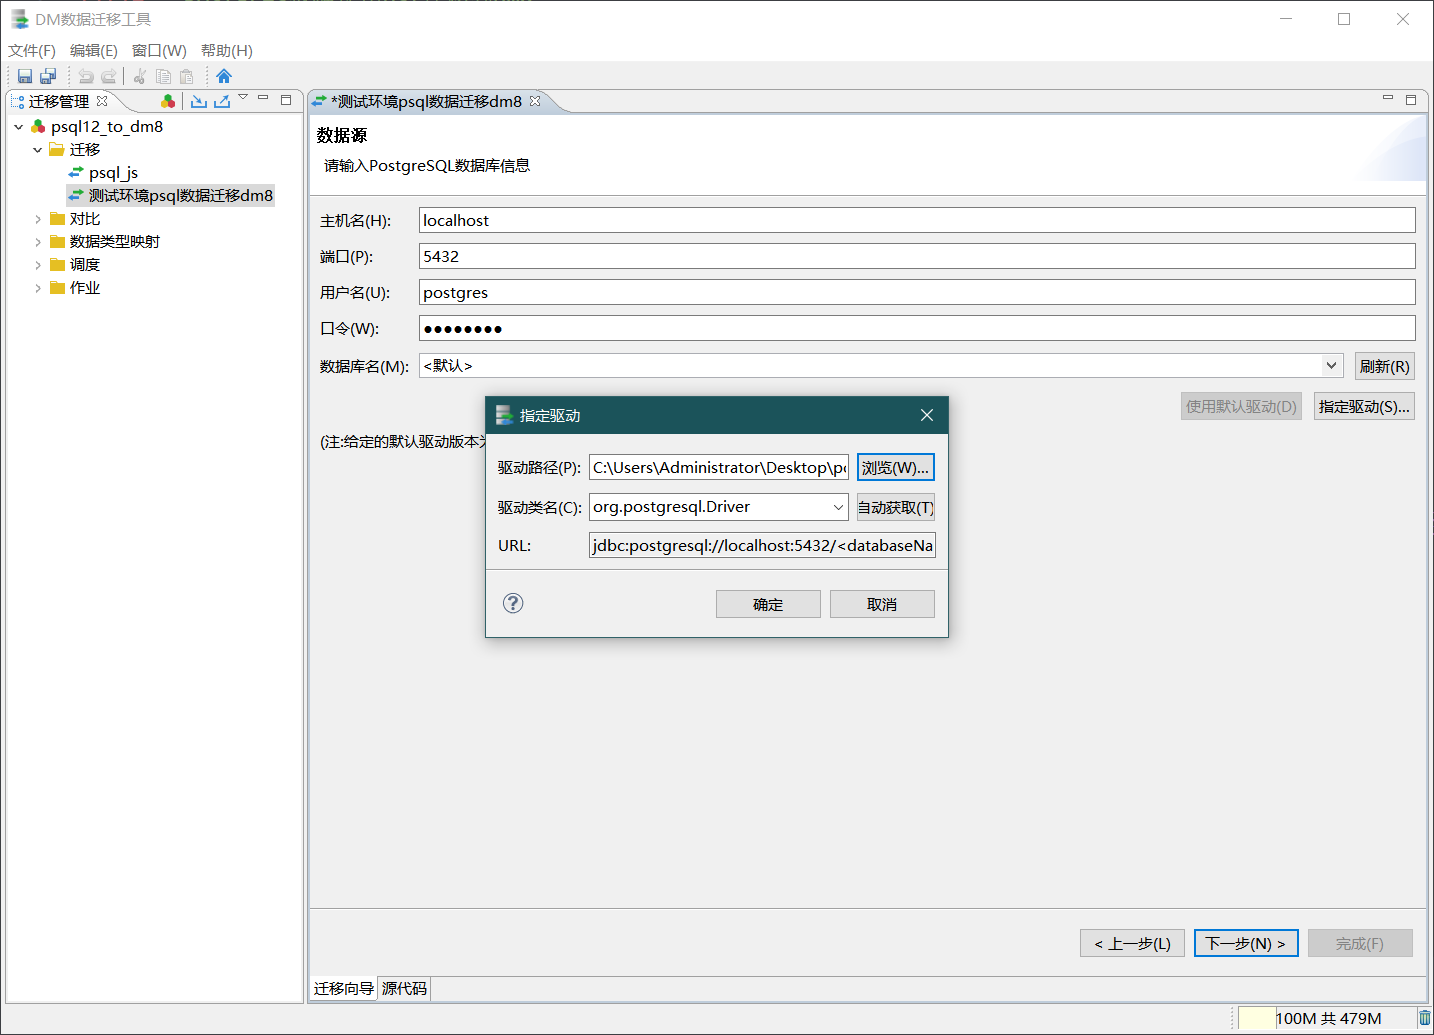 DM数据迁移工具
文件(F) 编辑(E) 窗口(W) 帮助(H)
迁移管理
*测试环境psql数据迁移dm8
psql12_to_dm8
迁移
psql_js
测试环境psql数据迁移dm8
对比
数据类型映射
调度
作业
数据源
请输入PostgreSQL数据库信息
主机名(H): localhost
端口(P): 5432
用户名(U): postgres
口令(W): ●●●●●●●●
数据库名(M): <默认> 刷新(R)
使用默认驱动(D) 指定驱动(S)...
(注:给定的默认驱动版本为
指定驱动
驱动路径(P): C:\Users\Administrator\Desktop\po 浏览(W)...
驱动类名(C): org.postgresql.Driver 自动获取(T)
URL: jdbc:postgresql://localhost:5432/<databaseNa
确定 取消
< 上一步(L) 下一步(N) > 完成(F)
迁移向导 源代码
100M 共 479M